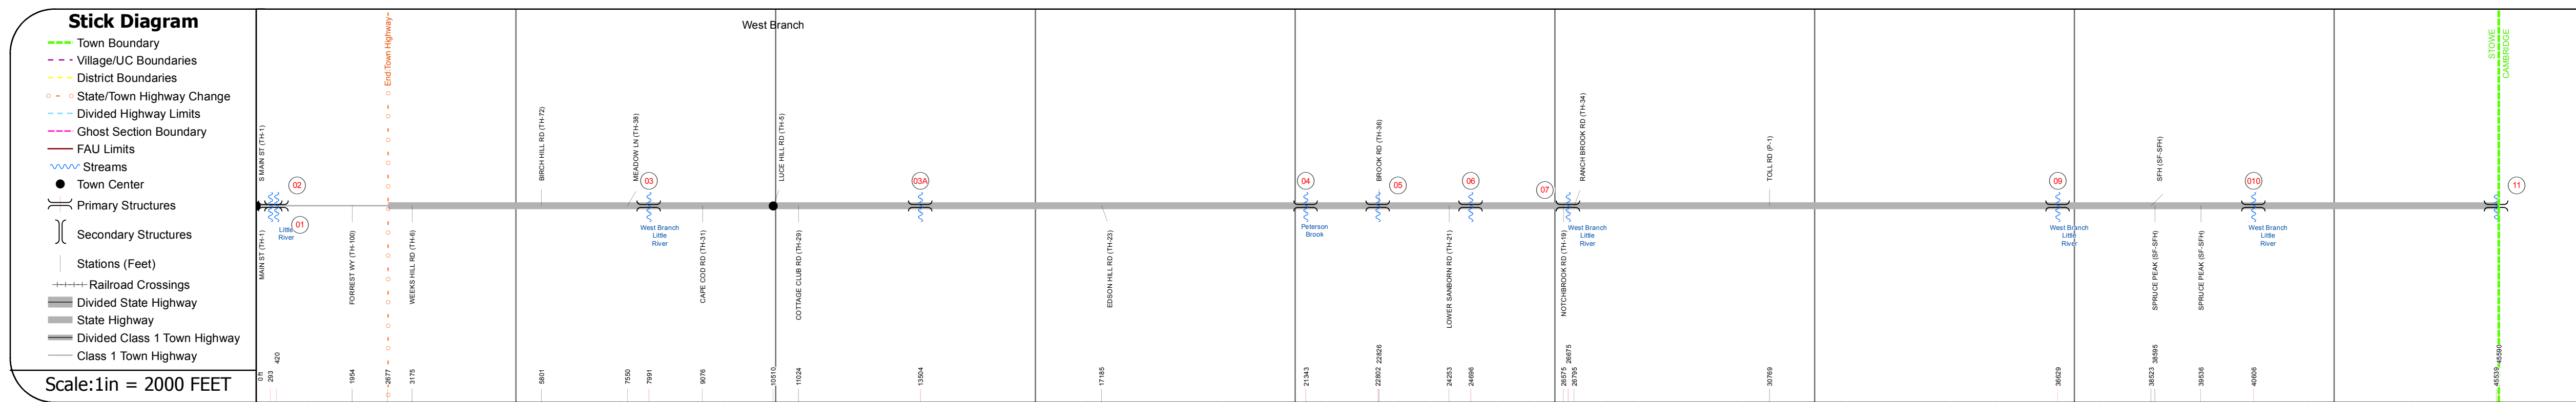 Stick Diagram
Town Boundary
Village/UC Boundaries
District Boundaries
State/Town Highway Change
Divided Highway Limits
Ghost Section Boundary
FAU Limits
Streams
Town Center
Primary Structures
Secondary Structures
Stations (Feet)
Railroad Crossings
Divided State Highway
State Highway
Divided Class 1 Town Highway
Class 1 Town Highway
Scale:1in = 2000 FEET
West Branch
End:Town Highway
STOWE
CAMBRIDGE
S MAIN ST (TH-1)
BIRCH HILL RD (TH-72)
MEADOW LN (TH-38)
LUCE HILL RD (TH-5)
BROOK RD (TH-36)
RANCH BROOK RD (TH-34)
TOLL RD (P-1)
SFH (SF-SFH)
02
03
03A
04
05
06
07
09
010
11
01
Little
River
West Branch
Little
River
Peterson
Brook
West Branch
Little
River
West Branch
Little
River
West Branch
Little
River
MAIN ST (TH-1)
FORREST WY (TH-100)
WEEKS HILL RD (TH-6)
CAPE COD RD (TH-31)
COTTAGE CLUB RD (TH-29)
EDSON HILL RD (TH-23)
LOWER SANBORN RD (TH-21)
NOTCHBROOK RD (TH-19)
SPRUCE PEAK (SF-SFH)
SPRUCE PEAK (SF-SFH)
0 ft
293
420
1954
2677
3175
5801
7550
7991
9076
10510
11024
13504
17185
21343
22802
22826
24253
24696
26575
26675
26795
30769
36629
38523
38595
39536
40606
45539
45590